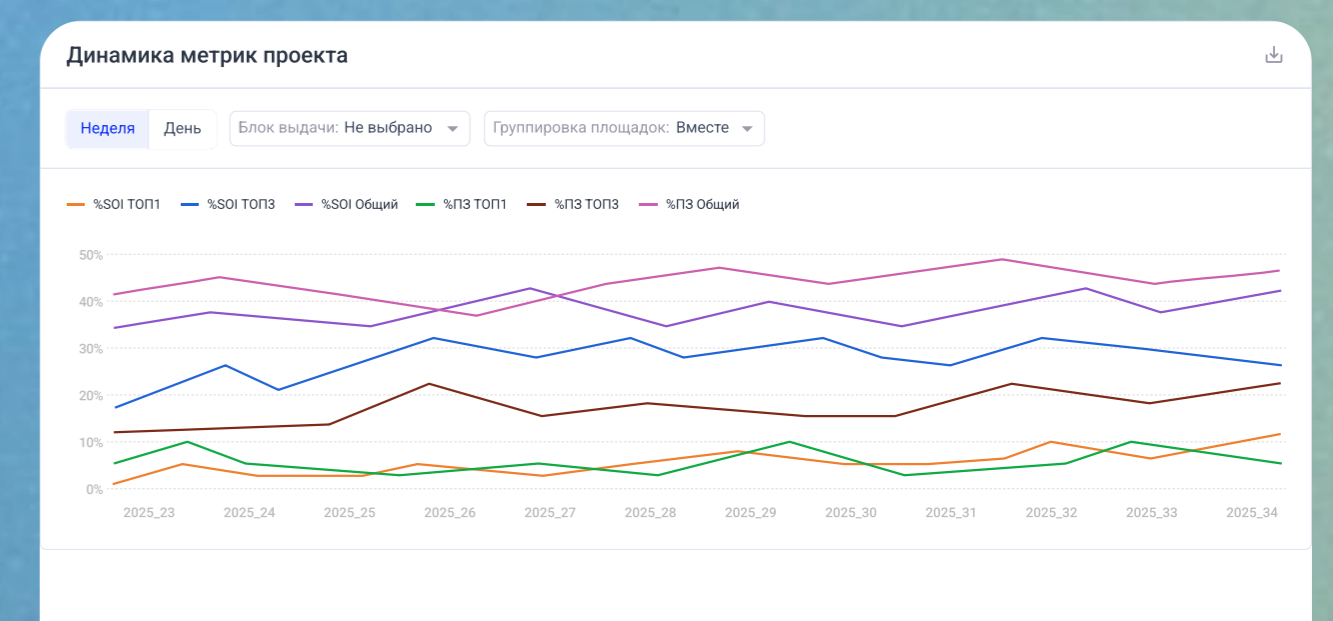 Динамика метрик проекта
Неделя День Блок выдачи: Не выбрано Группировка площадок: Вместе
%SOI ТОП1 %SOI ТОП3 %SOI Общий %ПЗ ТОП1 %ПЗ ТОП3 %ПЗ Общий
50%
40%
30%
20%
10%
0%
2025_23 2025_24 2025_25 2025_26 2025_27 2025_28 2025_29 2025_30 2025_31 2025_32 2025_33 2025_34